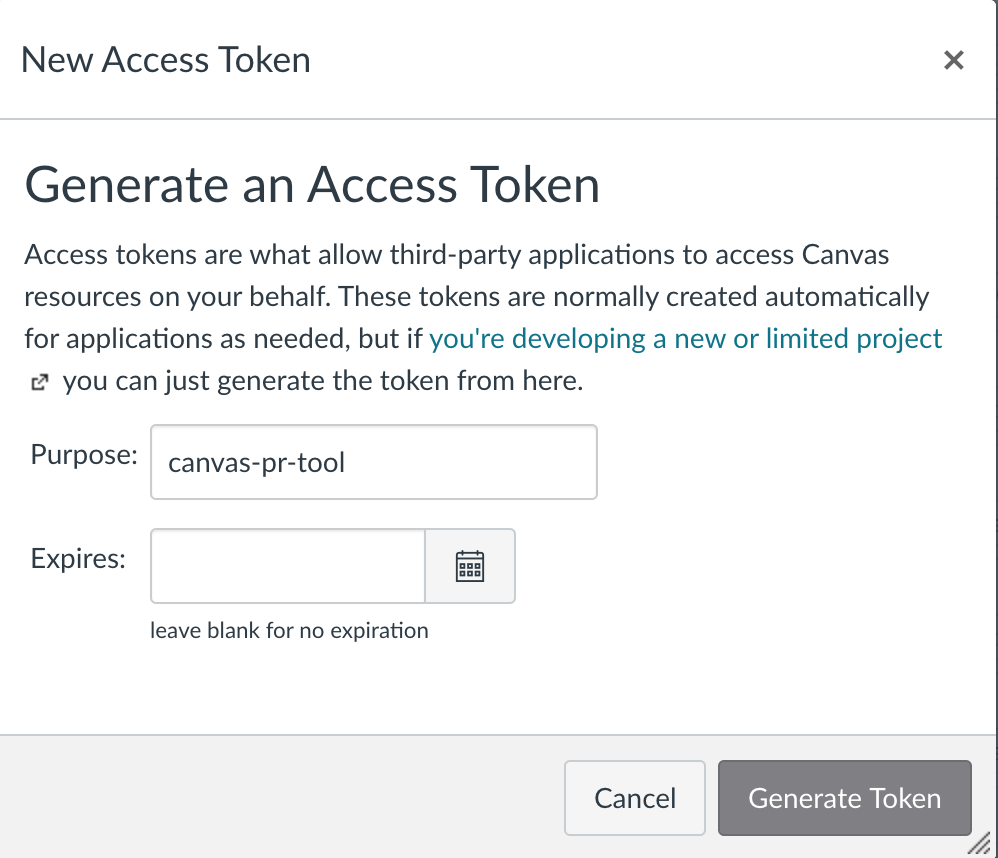 New Access Token
Generate an Access Token
Access tokens are what allow third-party applications to access Canvas
resources on your behalf. These tokens are normally created automatically
for applications as needed, but if you're developing a new or limited project
you can just generate the token from here.
Purpose: canvas-pr-tool
Expires:
leave blank for no expiration
Cancel Generate Token